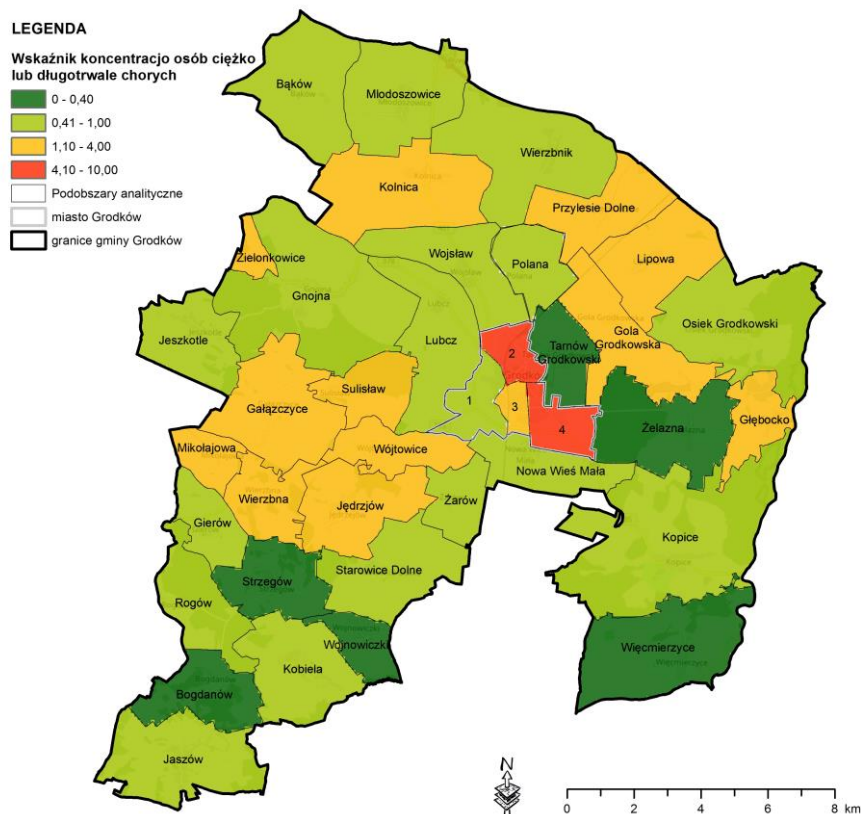 LEGENDA
Wskaźnik koncentracjo osób ciężko
lub długotrwale chorych
0 - 0,40
0,41 - 1,00
1,10 - 4,00
4,10 - 10,00
Podobszary analityczne
miasto Grodków
granice gminy Grodków
Bąków
Młodoszowice
Wierzbnik
Kolnica
Przylesie Dolne
Zielonkowice
Wojsław
Polana
Lipowa
Gnojna
Osiek Grodkowski
Jeszkotle
Lubcz
Tarnów
Grodkowski
Gola
Grodkowska
2
Sulisław
1
3
Gałązczyce
4
Żelazna
Głębocko
Mikołajowa
Wójtowice
Nowa Wieś Mała
Wierzbna
Jędrzjów
Żarów
Gierów
Kopice
Starowice Dolne
Strzegów
Rogów
Wojnowiczki
Więcmierzyce
Kobiela
Bogdanów
Jaszów
N
0 2 4 6 8 km